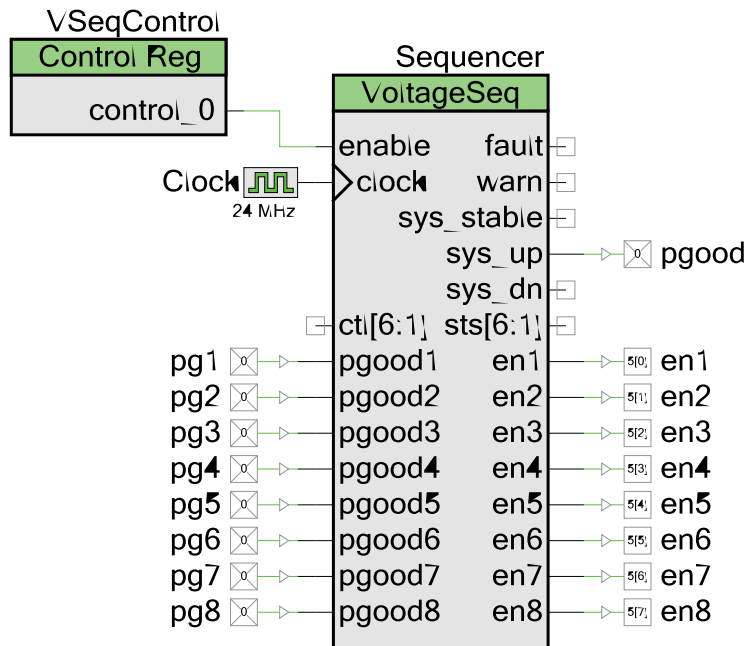 VSeqControl
Control Reg
control_0
Sequencer
VoltageSeq
enable fault
Clock clock warn
24 MHz
sys_stable
sys_up 0 pgood
sys_dn
ctl[6:1] sts[6:1]
pg1 0 pgood1 en1 5[0] en1
pg2 0 pgood2 en2 5[1] en2
pg3 0 pgood3 en3 5[2] en3
pg4 0 pgood4 en4 5[3] en4
pg5 0 pgood5 en5 5[4] en5
pg6 0 pgood6 en6 5[5] en6
pg7 0 pgood7 en7 5[6] en7
pg8 0 pgood8 en8 5[7] en8